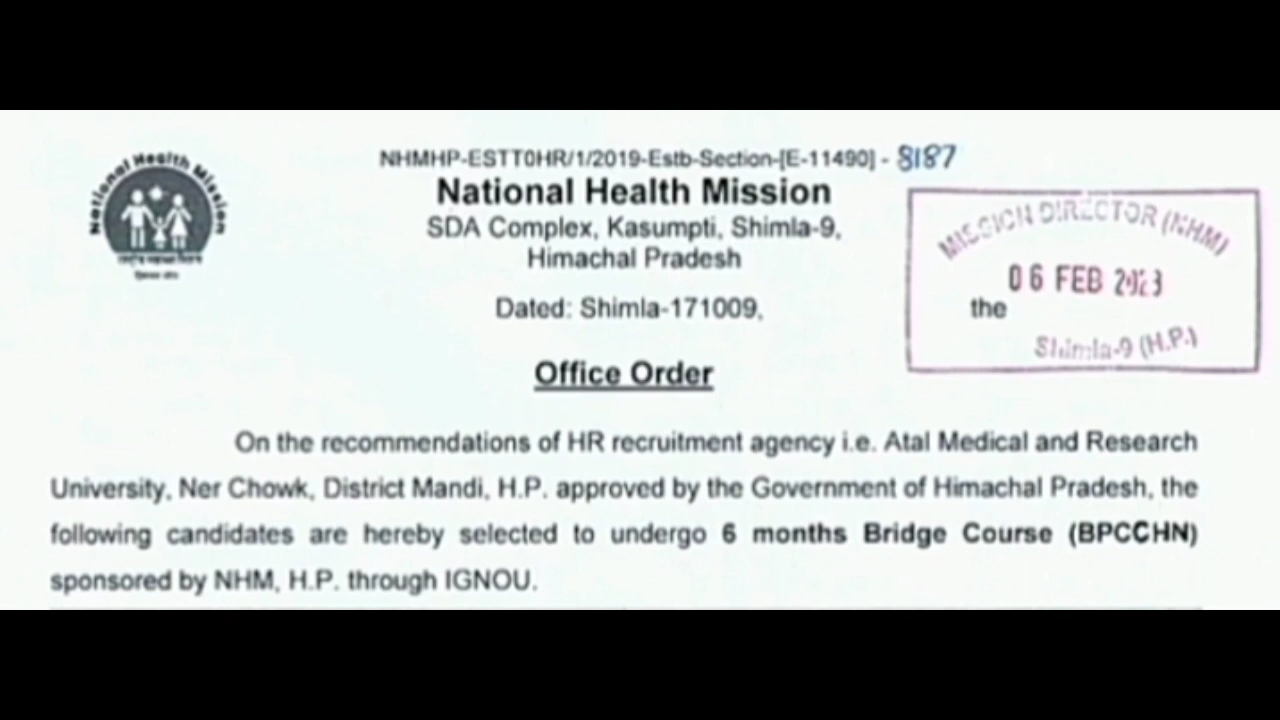 National Health Mission
NHMHP-ESTT0HR/1/2019-Estb-Section-[E-11490] - 8187
National Health Mission
SDA Complex, Kasumpti, Shimla-9,
Himachal Pradesh
Dated: Shimla-171009,
the
MISSION DIRECTOR (NHM)
06 FEB 2023
Shimla-9 (H.P.)
Office Order
On the recommendations of HR recruitment agency i.e. Atal Medical and Research
University, Ner Chowk, District Mandi, H.P. approved by the Government of Himachal Pradesh, the
following candidates are hereby selected to undergo 6 months Bridge Course (BPCCHN)
sponsored by NHM, H.P. through IGNOU.